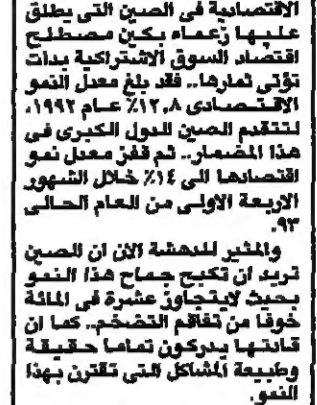 الاقتصادية فى الصين التى يطلق
عليها زعماء بكين مصطلح
اقتصاد السوق الاشتراكية بدات
تؤتى ثمارها.. فقد بلغ معدل النمو
الاقتصادى ١٢,٨٪ عام ١٩٩٢،
لتتقدم الصين الدول الكبرى فى
هذا المضمار.. ثم قفز معدل نمو
اقتصادها الى ١٤٪ خلال الشهور
الاربعة الاولى من العام الحالى
٩٣.
والمثير للدهشة الان ان الصين
تريد ان تكبح جماح هذا النمو
بحيث لايتجاوز عشرة فى المائة
خوفا من تفاقم التضخم.. كما ان
قادتها يدركون تماما حقيقة
وطبيعة المشاكل التى تقترن بهذا
النمو.